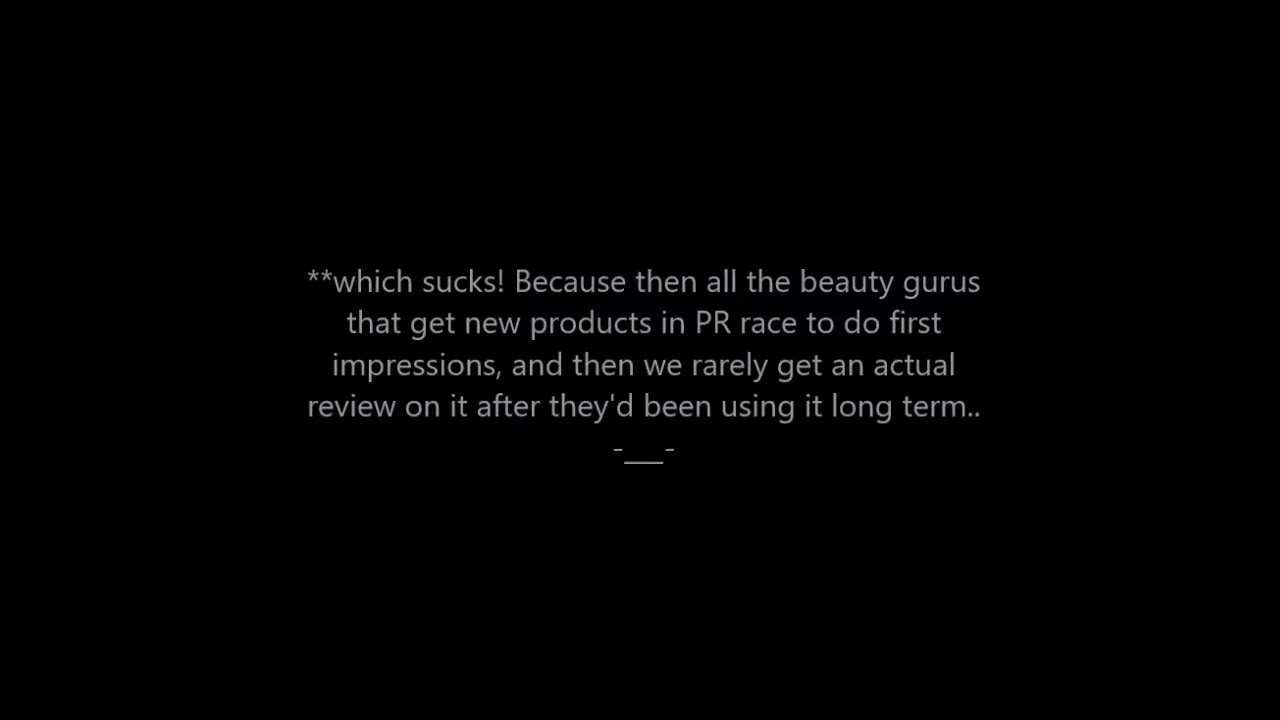 **which sucks! Because then all the beauty gurus
that get new products in PR race to do first
impressions, and then we rarely get an actual
review on it after they'd been using it long term..
-___-